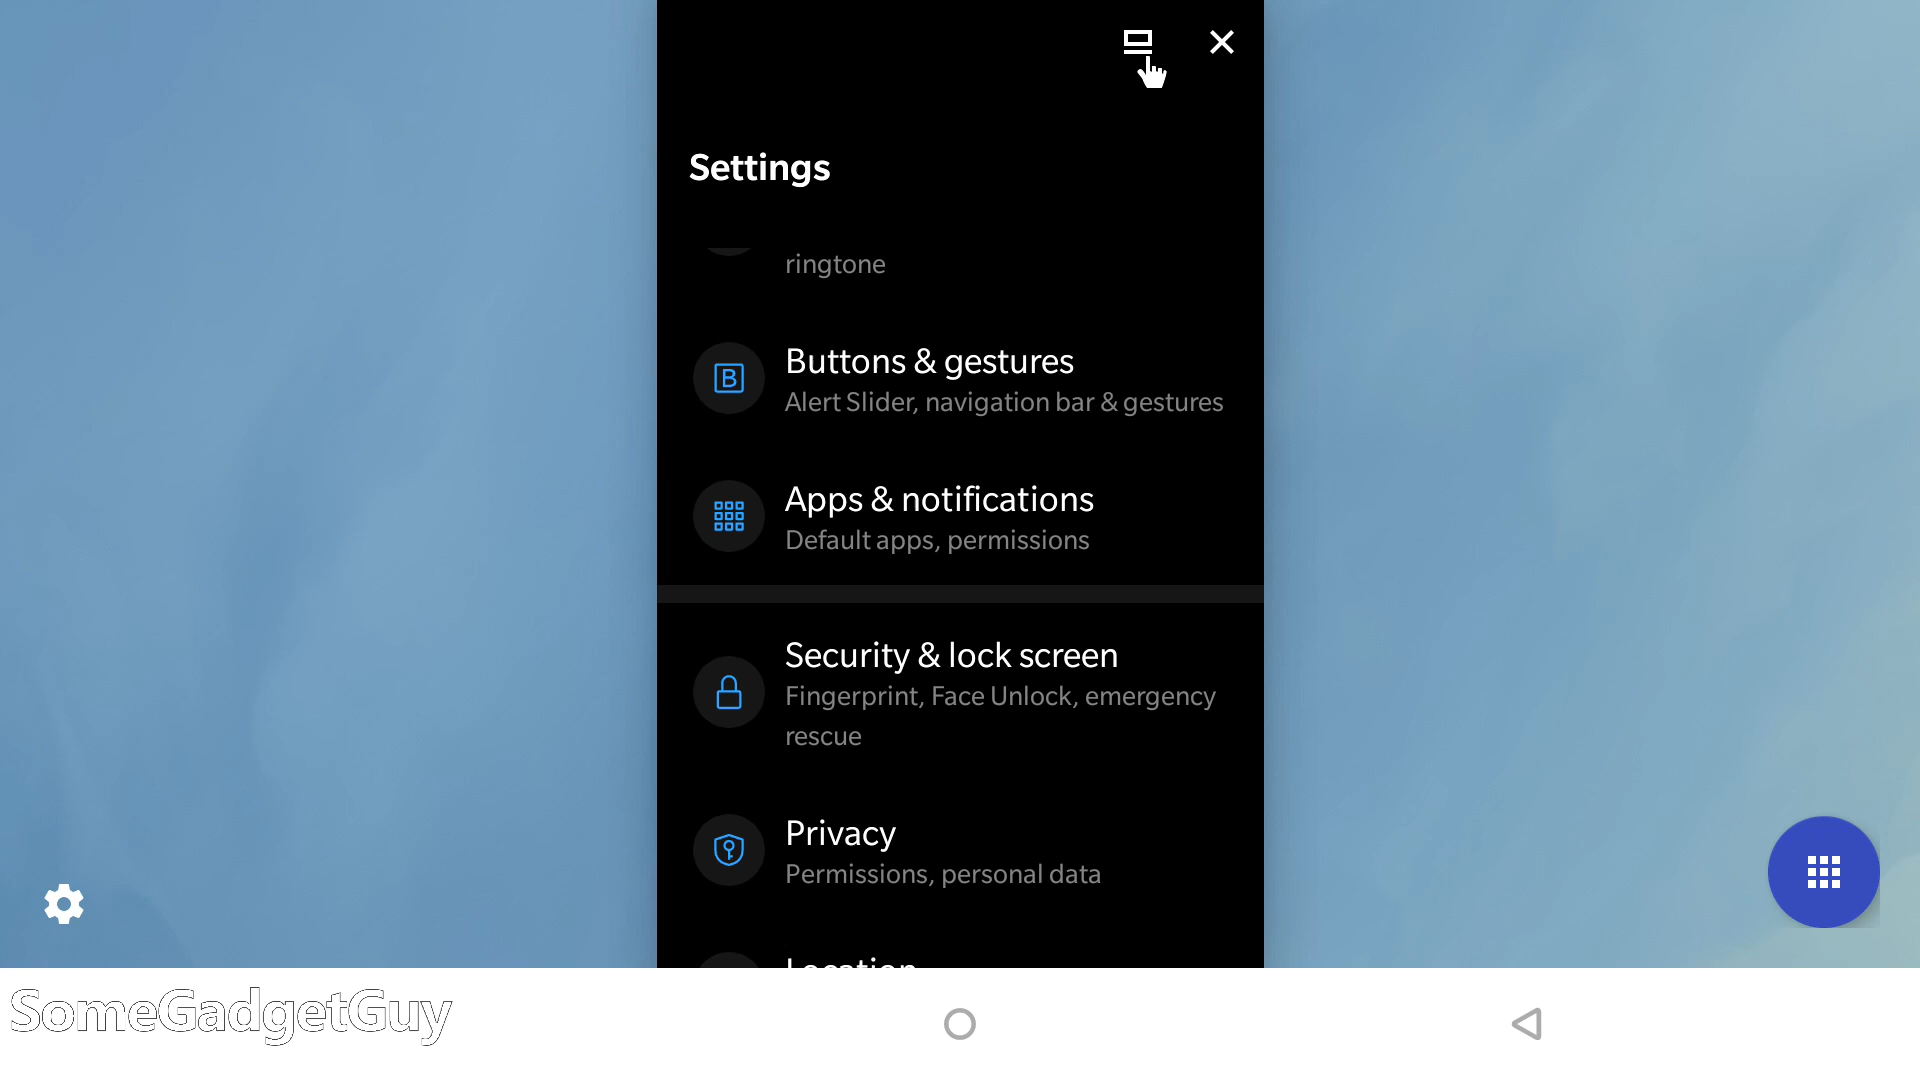 Settings
ringtone
Buttons & gestures
Alert Slider, navigation bar & gestures
Apps & notifications
Default apps, permissions
Security & lock screen
Fingerprint, Face Unlock, emergency
rescue
Privacy
Permissions, personal data
Location
SomeGadgetGuy